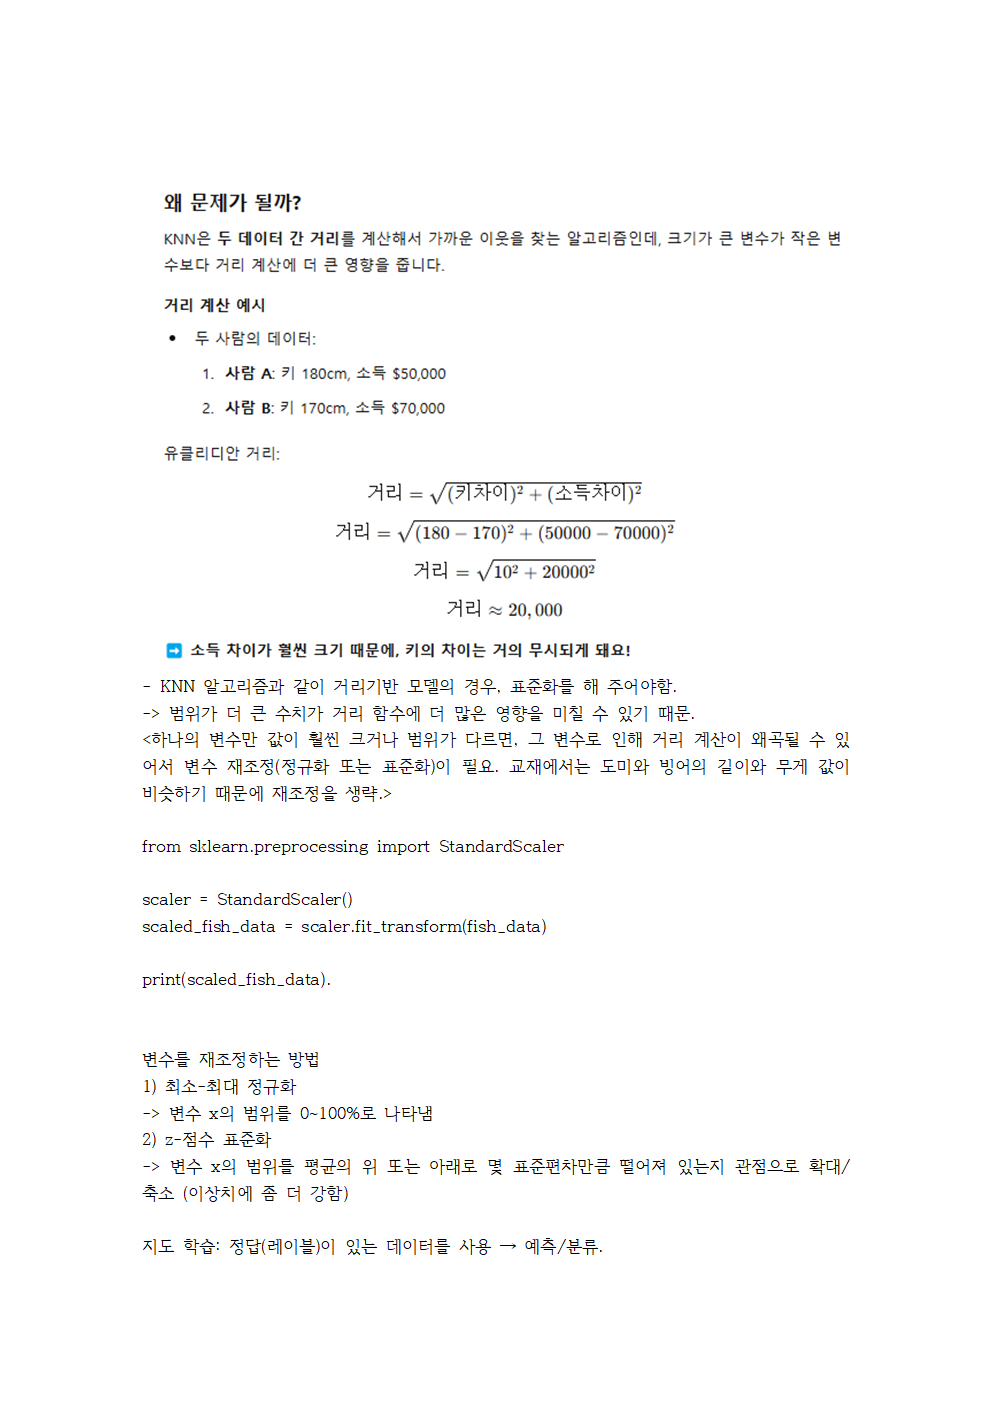 왜 문제가 될까?
KNN은 두 데이터 간 거리를 계산해서 가까운 이웃을 찾는 알고리즘인데, 크기가 큰 변수가 작은 변
수보다 거리 계산에 더 큰 영향을 줍니다.
거리 계산 예시
• 두 사람의 데이터:
1. 사람 A: 키 180cm, 소득 $50,000
2. 사람 B: 키 170cm, 소득 $70,000
유클리디안 거리:
거리 = √(키차이)² + (소득차이)²
거리 = √(180 − 170)² + (50000 − 70000)²
거리 = √10² + 20000²
거리 ≈ 20,000
➡ 소득 차이가 훨씬 크기 때문에, 키의 차이는 거의 무시되게 돼요!
- KNN 알고리즘과 같이 거리기반 모델의 경우, 표준화를 해 주어야함.
-> 범위가 더 큰 수치가 거리 함수에 더 많은 영향을 미칠 수 있기 때문.
<하나의 변수만 값이 훨씬 크거나 범위가 다르면, 그 변수로 인해 거리 계산이 왜곡될 수 있
어서 변수 재조정(정규화 또는 표준화)이 필요. 교재에서는 도미와 빙어의 길이와 무게 값이
비슷하기 때문에 재조정을 생략.>
from sklearn.preprocessing import StandardScaler
scaler = StandardScaler()
scaled_fish_data = scaler.fit_transform(fish_data)
print(scaled_fish_data).
변수를 재조정하는 방법
1) 최소-최대 정규화
-> 변수 x의 범위를 0~100%로 나타냄
2) z-점수 표준화
-> 변수 x의 범위를 평균의 위 또는 아래로 몇 표준편차만큼 떨어져 있는지 관점으로 확대/
축소 (이상치에 좀 더 강함)
지도 학습: 정답(레이블)이 있는 데이터를 사용 → 예측/분류.